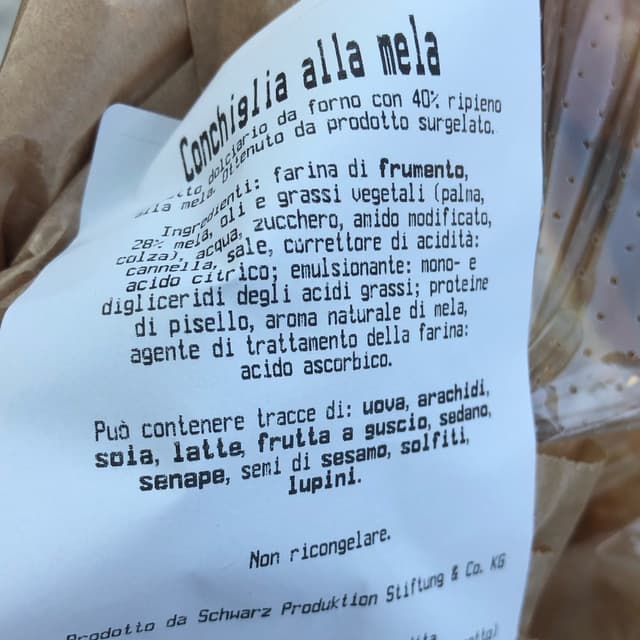 Conchiglia alla mela
dolciario da forno con 40% ripieno
alla mela, ottenuto da prodotto surgelato.
Ingredienti: farina di frumento,
28% mela, oli e grassi vegetali (palma,
colza), acqua, zucchero, amido modificato,
cannella, sale, correttore di acidità:
acido citrico; emulsionante: mono- e
digliceridi degli acidi grassi; proteine
di pisello, aroma naturale di mela,
agente di trattamento della farina:
acido ascorbico.
Può contenere tracce di: uova, arachidi,
soia, latte, frutta a guscio, sedano,
senape, semi di sesamo, solfiti,
lupini.
Non ricongelare.
Prodotto da Schwarz Produktion Stiftung & Co. KG